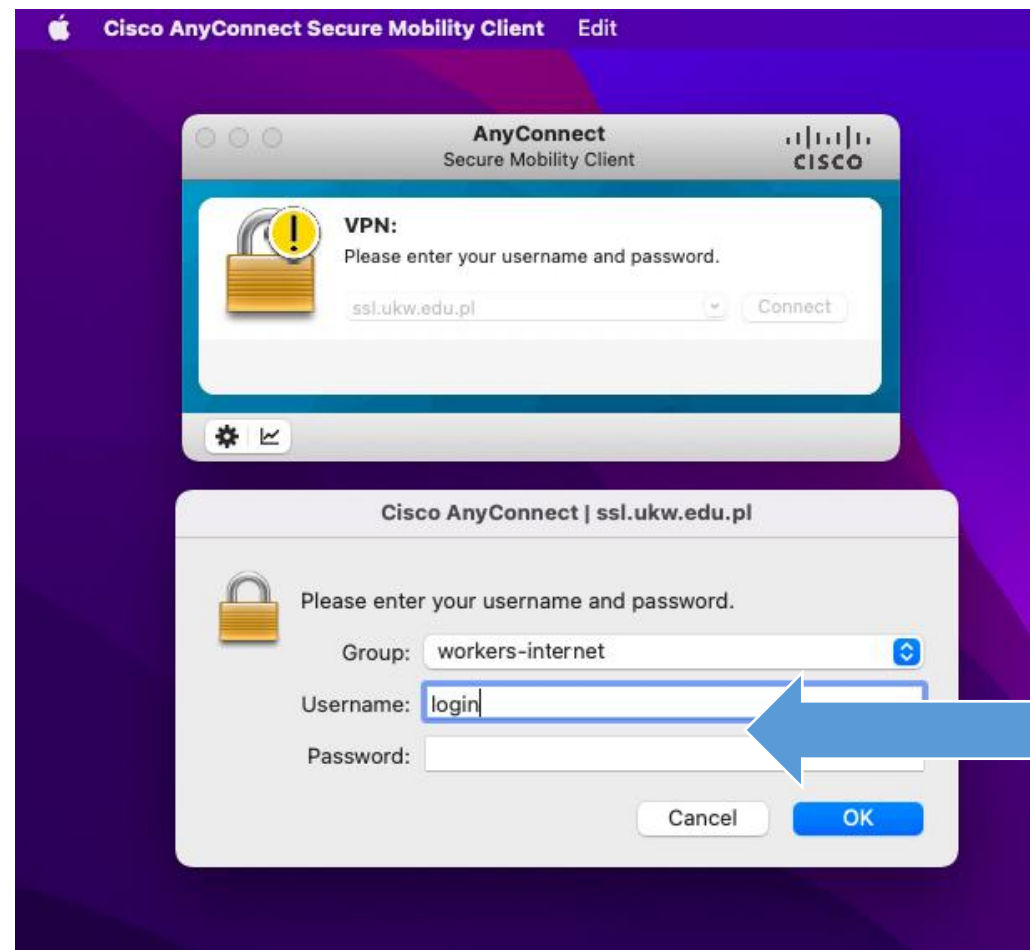 Cisco AnyConnect Secure Mobility Client Edit
AnyConnect
Secure Mobility Client
CISCO
VPN:
Please enter your username and password.
ssl.ukw.edu.pl Connect
Cisco AnyConnect | ssl.ukw.edu.pl
Please enter your username and password.
Group: workers-internet
Username: login
Password:
Cancel OK